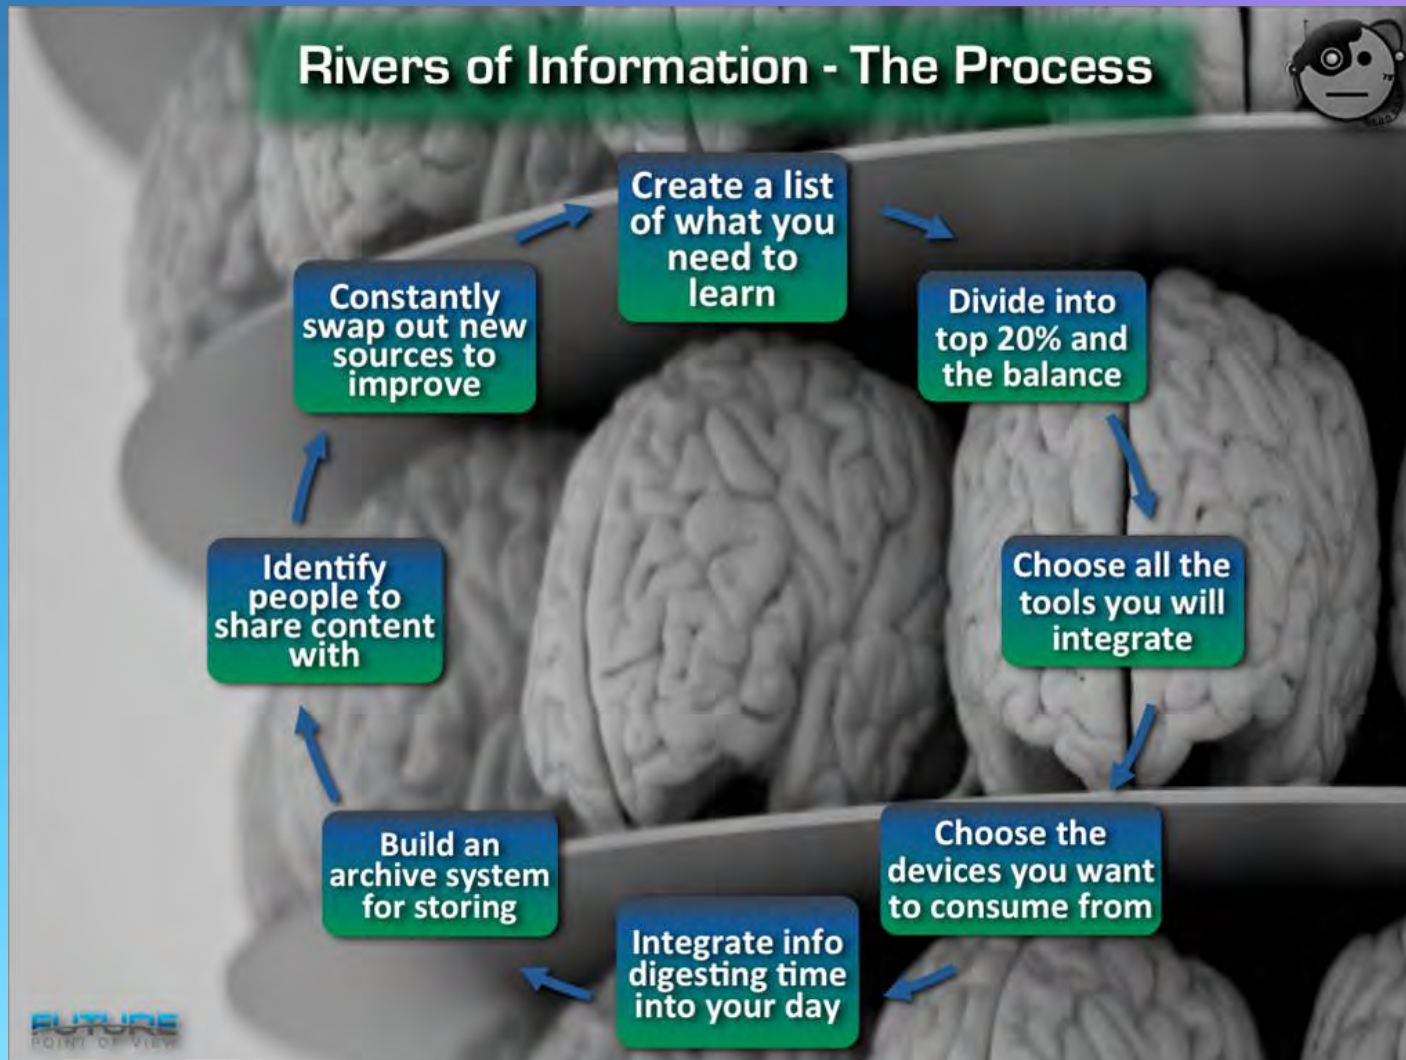 Rivers of Information - The Process
Create a list
of what you
need to
learn
Divide into
top 20% and
the balance
Choose all the
tools you will
integrate
Choose the
devices you want
to consume from
Integrate info
digesting time
into your day
Build an
archive system
for storing
Identify
people to
share content
with
Constantly
swap out new
sources to
improve
FUTURE
POINT OF VIEW